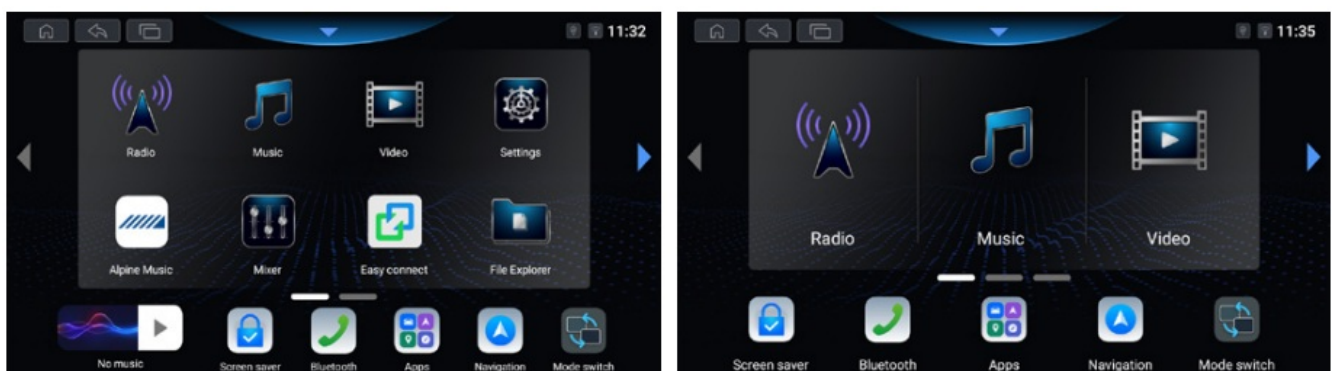 11:32
Radio Music Video Settings
Alpine Music Mixer Easy connect File Explorer
No music Screen saver Bluetooth Apps Navigation Mode switch
11:35
Radio Music Video
Screen saver Bluetooth Apps Navigation Mode switch